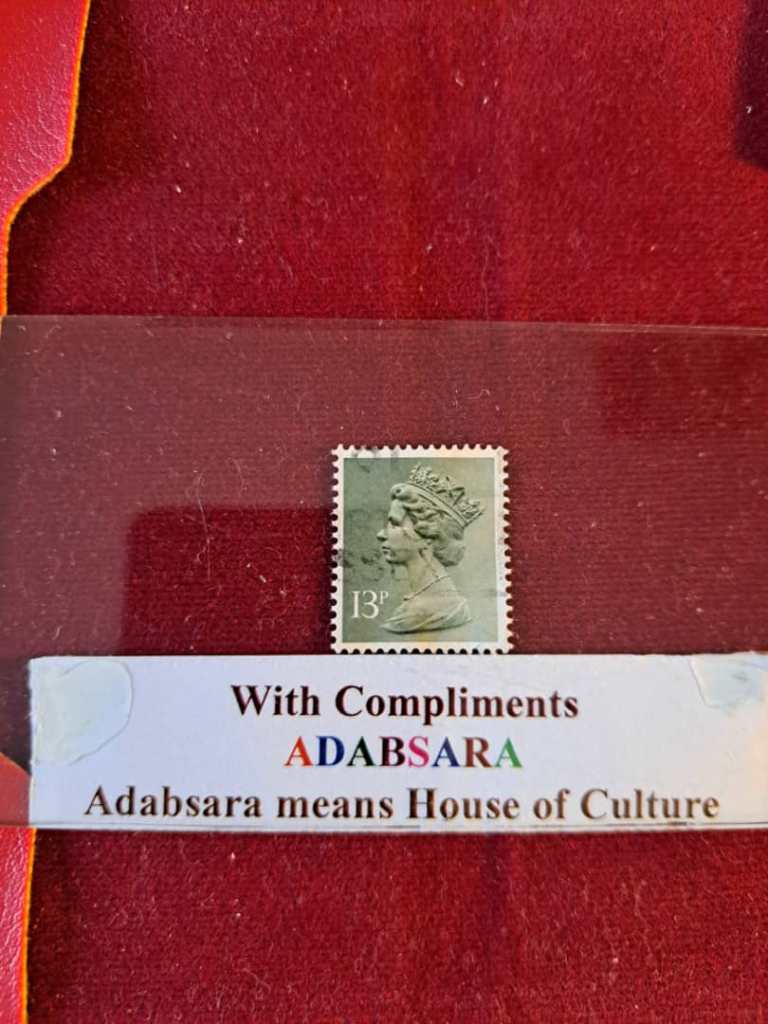 13P
With Compliments
ADABSARA
Adabsara means House of Culture